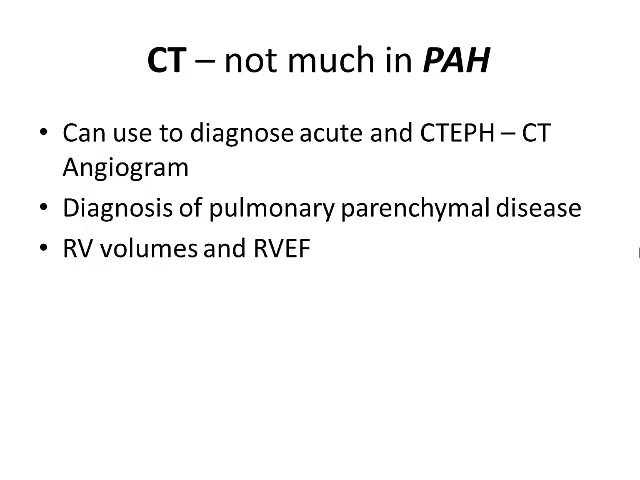 CT – not much in PAH
• Can use to diagnose acute and CTEPH – CT
Angiogram
• Diagnosis of pulmonary parenchymal disease
• RV volumes and RVEF